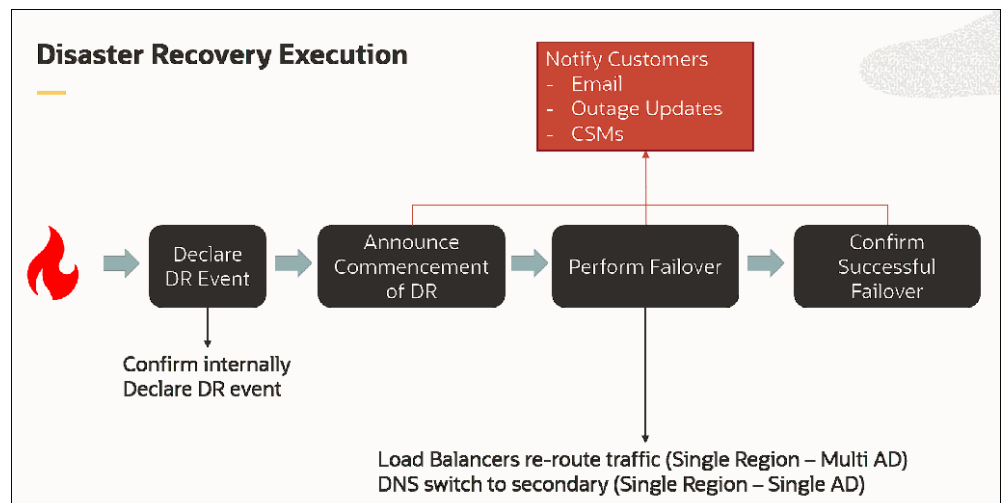 Disaster Recovery Execution
Notify Customers
- Email
- Outage Updates
- CSMs
Declare
DR Event
Announce
Commencement
of DR
Perform Failover
Confirm
Successful
Failover
Confirm internally
Declare DR event
Load Balancers re-route traffic (Single Region – Multi AD)
DNS switch to secondary (Single Region – Single AD)